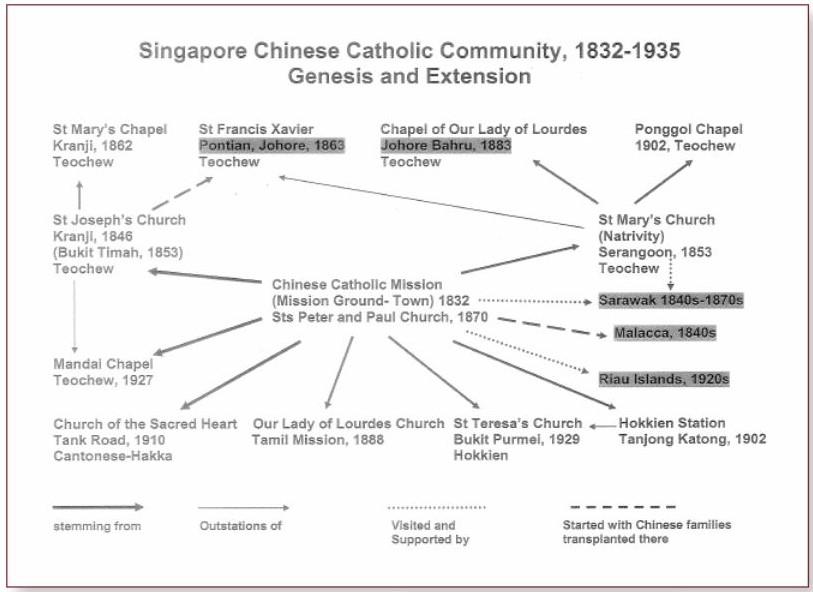 Singapore Chinese Catholic Community, 1832-1935
Genesis and Extension
St Mary's Chapel
Kranji, 1862
Teochew
St Francis Xavier
Pontian, Johore, 1863
Teochew
Chapel of Our Lady of Lourdes
Johore Bahru, 1883
Teochew
Ponggol Chapel
1902, Teochew
St Joseph's Church
Kranji, 1846
(Bukit Timah, 1853)
Teochew
St Mary's Church
(Natrivity)
Serangoon, 1853
Teochew
Chinese Catholic Mission
(Mission Ground- Town) 1832
Sts Peter and Paul Church, 1870
Sarawak 1840s-1870s
Malacca, 1840s
Riau Islands, 1920s
Mandai Chapel
Teochew, 1927
Church of the Sacred Heart
Tank Road, 1910
Cantonese-Hakka
Our Lady of Lourdes Church
Tamil Mission, 1888
St Teresa's Church
Bukit Purmei, 1929
Hokkien
Hokkien Station
Tanjong Katong, 1902
stemming from
Outstations of
Visited and
Supported by
Started with Chinese families
transplanted there